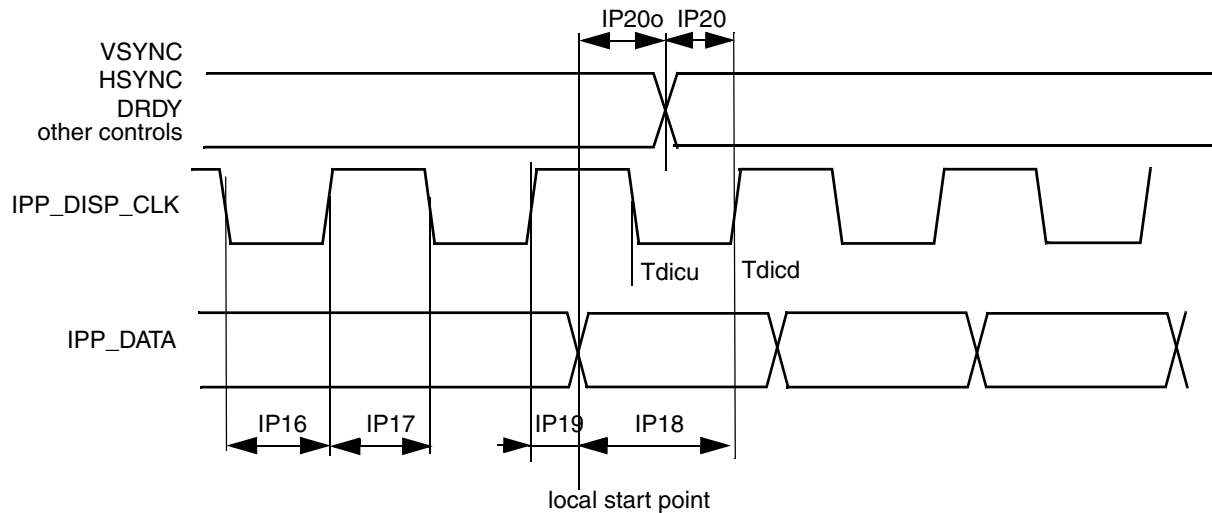 IP20o IP20
VSYNC
HSYNC
DRDY
other controls
IPP_DISP_CLK
Tdicu Tdicd
IPP_DATA
IP16 IP17 IP19 IP18
local start point